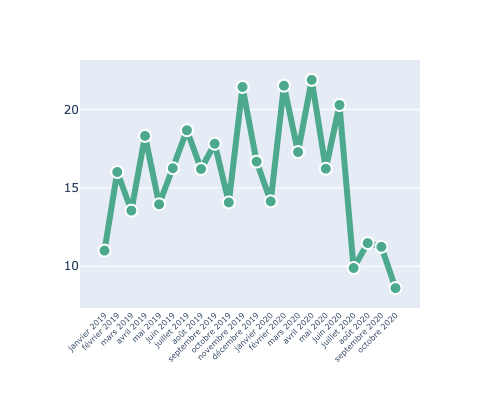 20
15
10
janvier 2019
février 2019
mars 2019
avril 2019
mai 2019
juin 2019
juillet 2019
août 2019
septembre 2019
octobre 2019
novembre 2019
décembre 2019
janvier 2020
février 2020
mars 2020
avril 2020
mai 2020
juin 2020
juillet 2020
août 2020
septembre 2020
octobre 2020